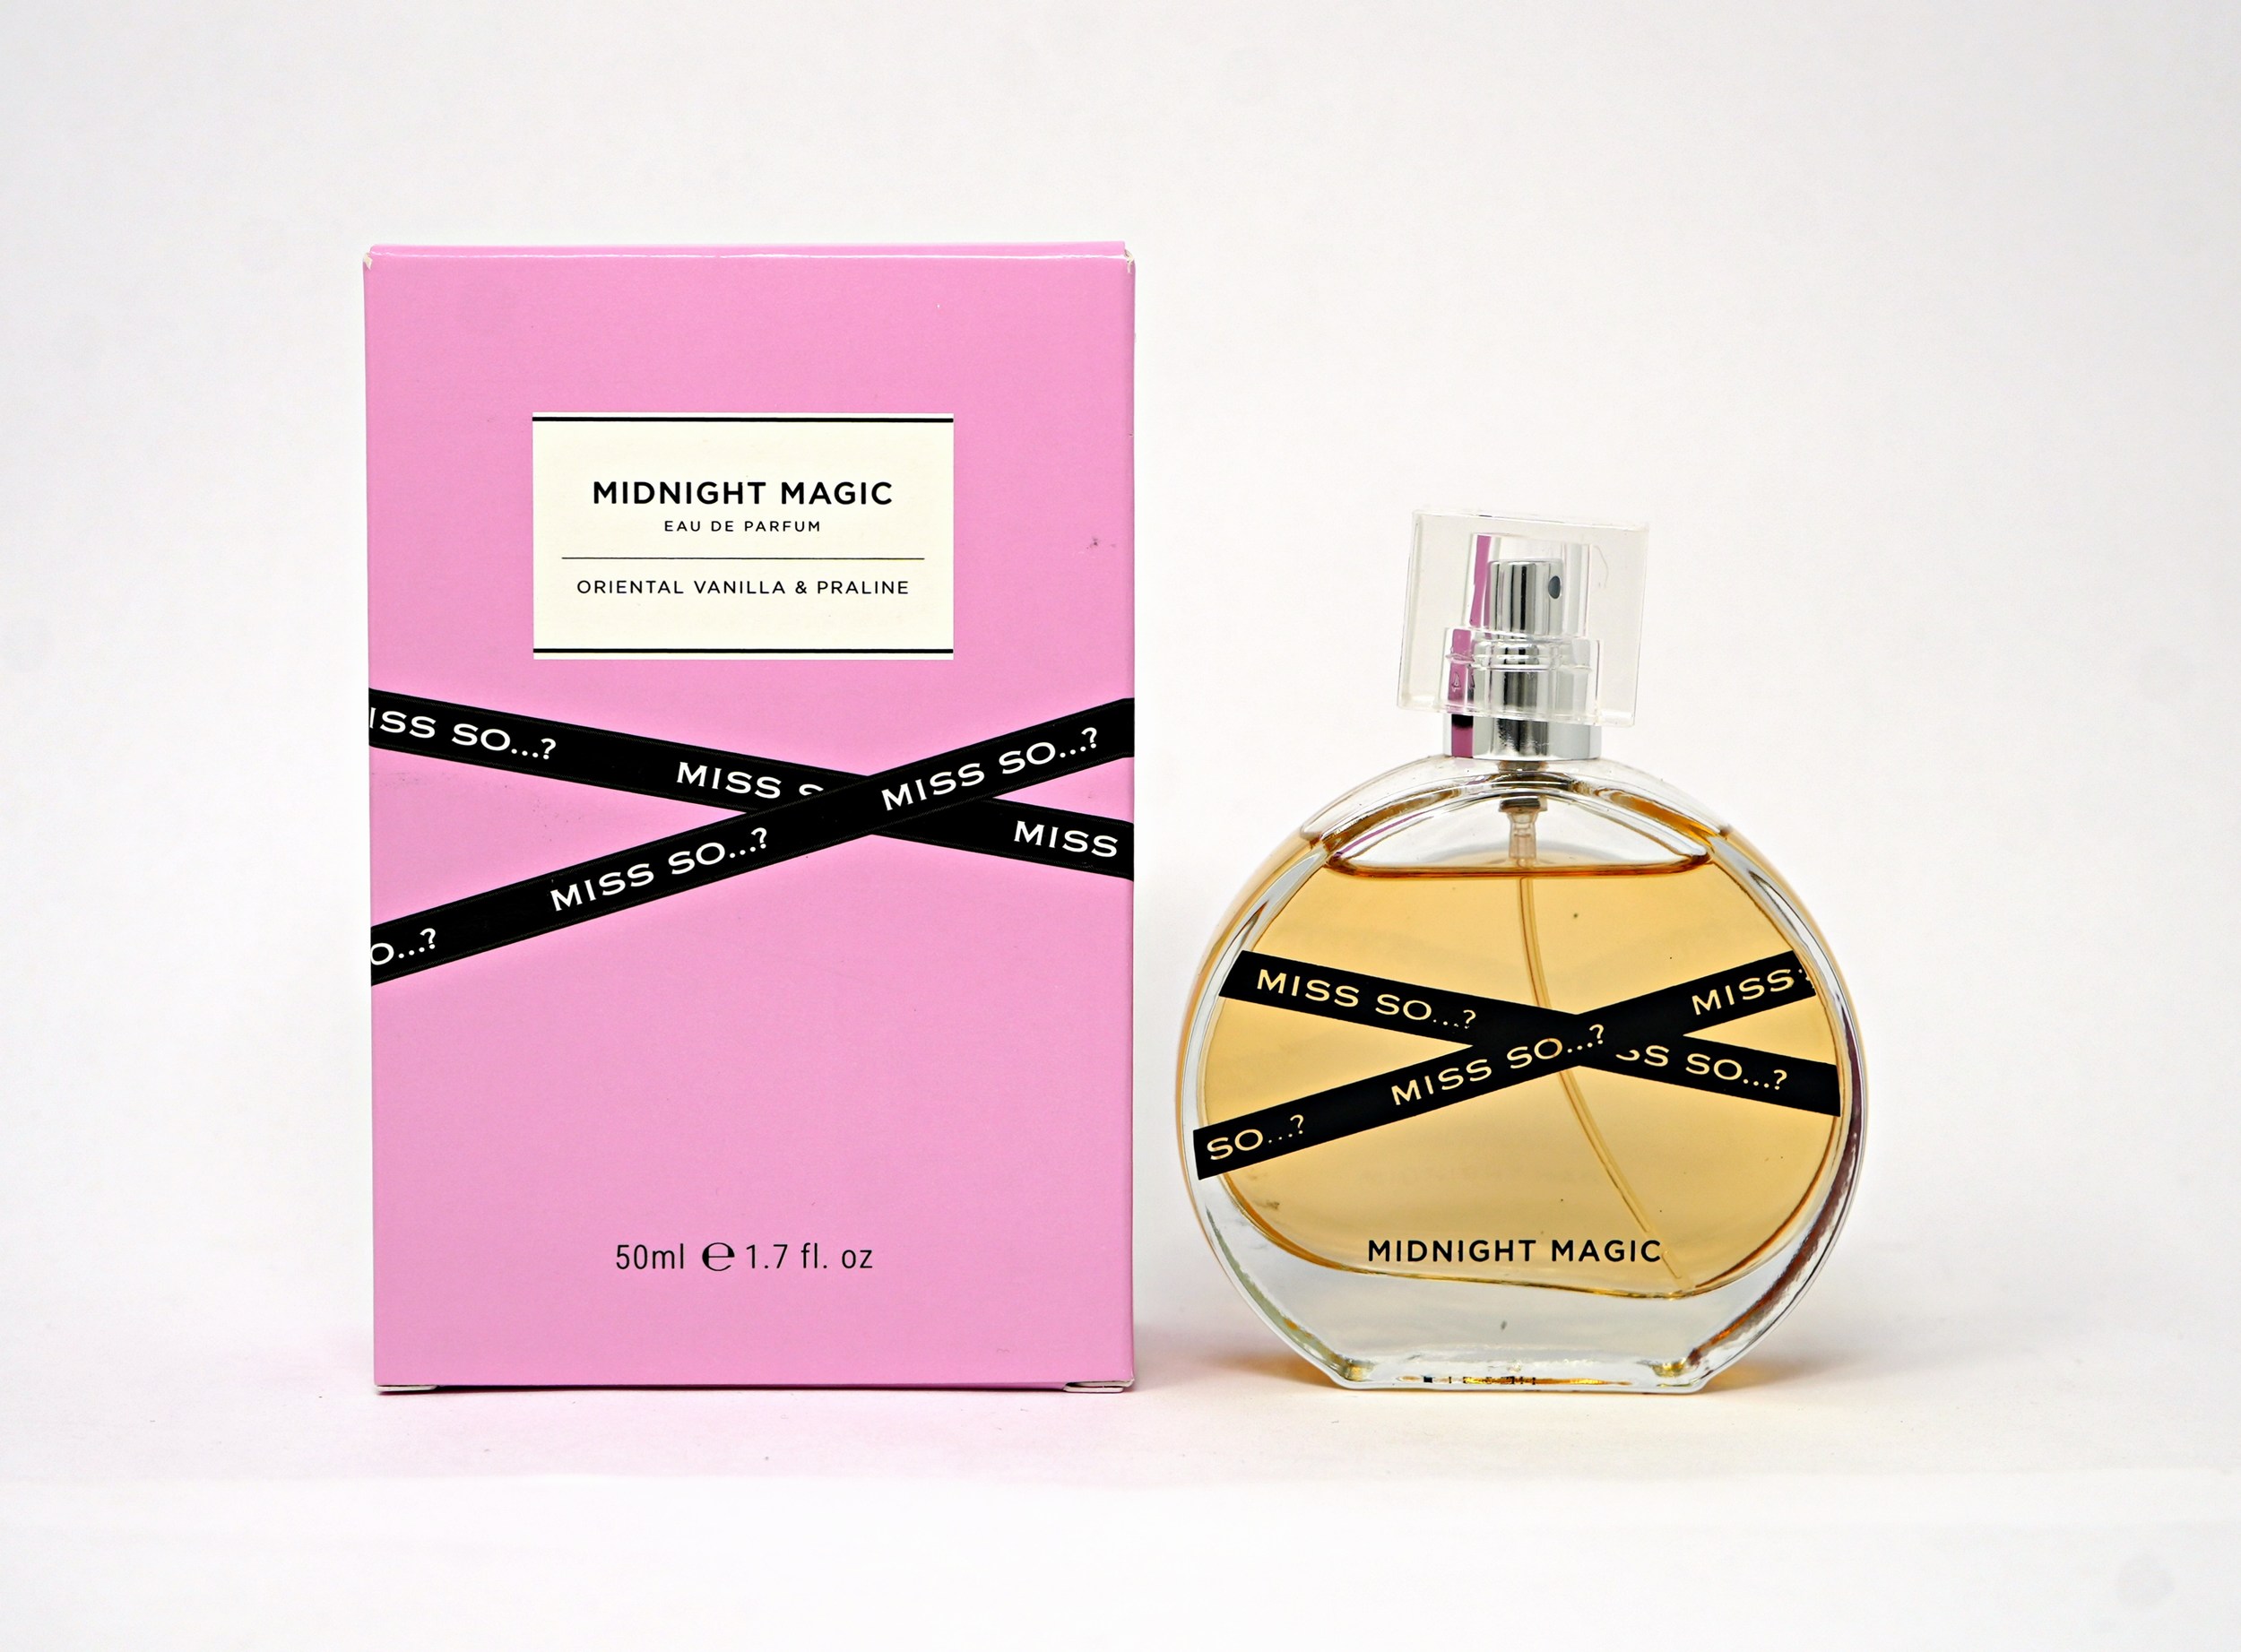 MIDNIGHT MAGIC
EAU DE PARFUM
ORIENTAL VANILLA & PRALINE
ISS SO...?
MISS S
MISS
MISS SO...?
MISS SO...?
O...?
50ml ℮ 1.7 fl. oz
MISS SO...?
SS SO...?
MISS
MISS SO...?
SO...?
MIDNIGHT MAGIC